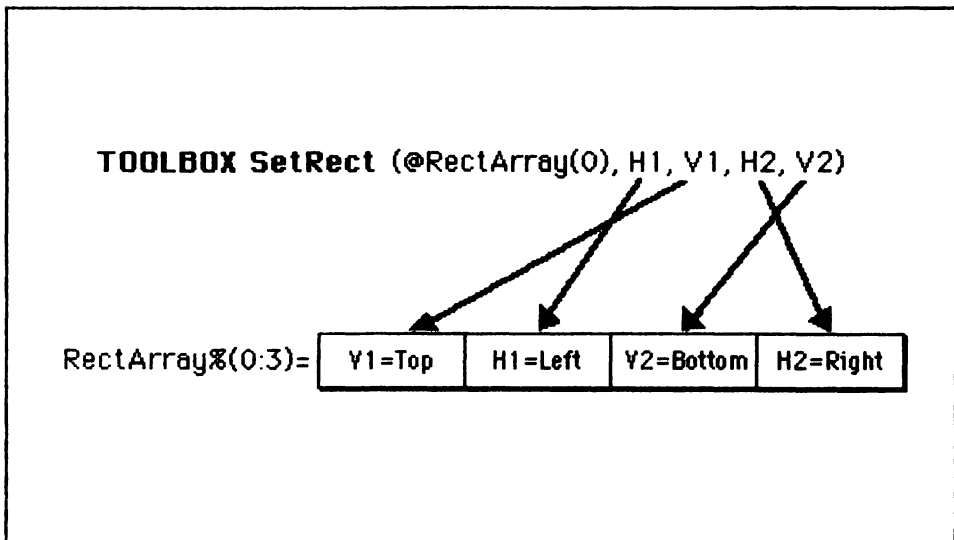 TOOLBOX SetRect (@RectArray(0), H1, V1, H2, V2)
RectArray%(0:3)= V1=Top H1=Left V2=Bottom H2=Right